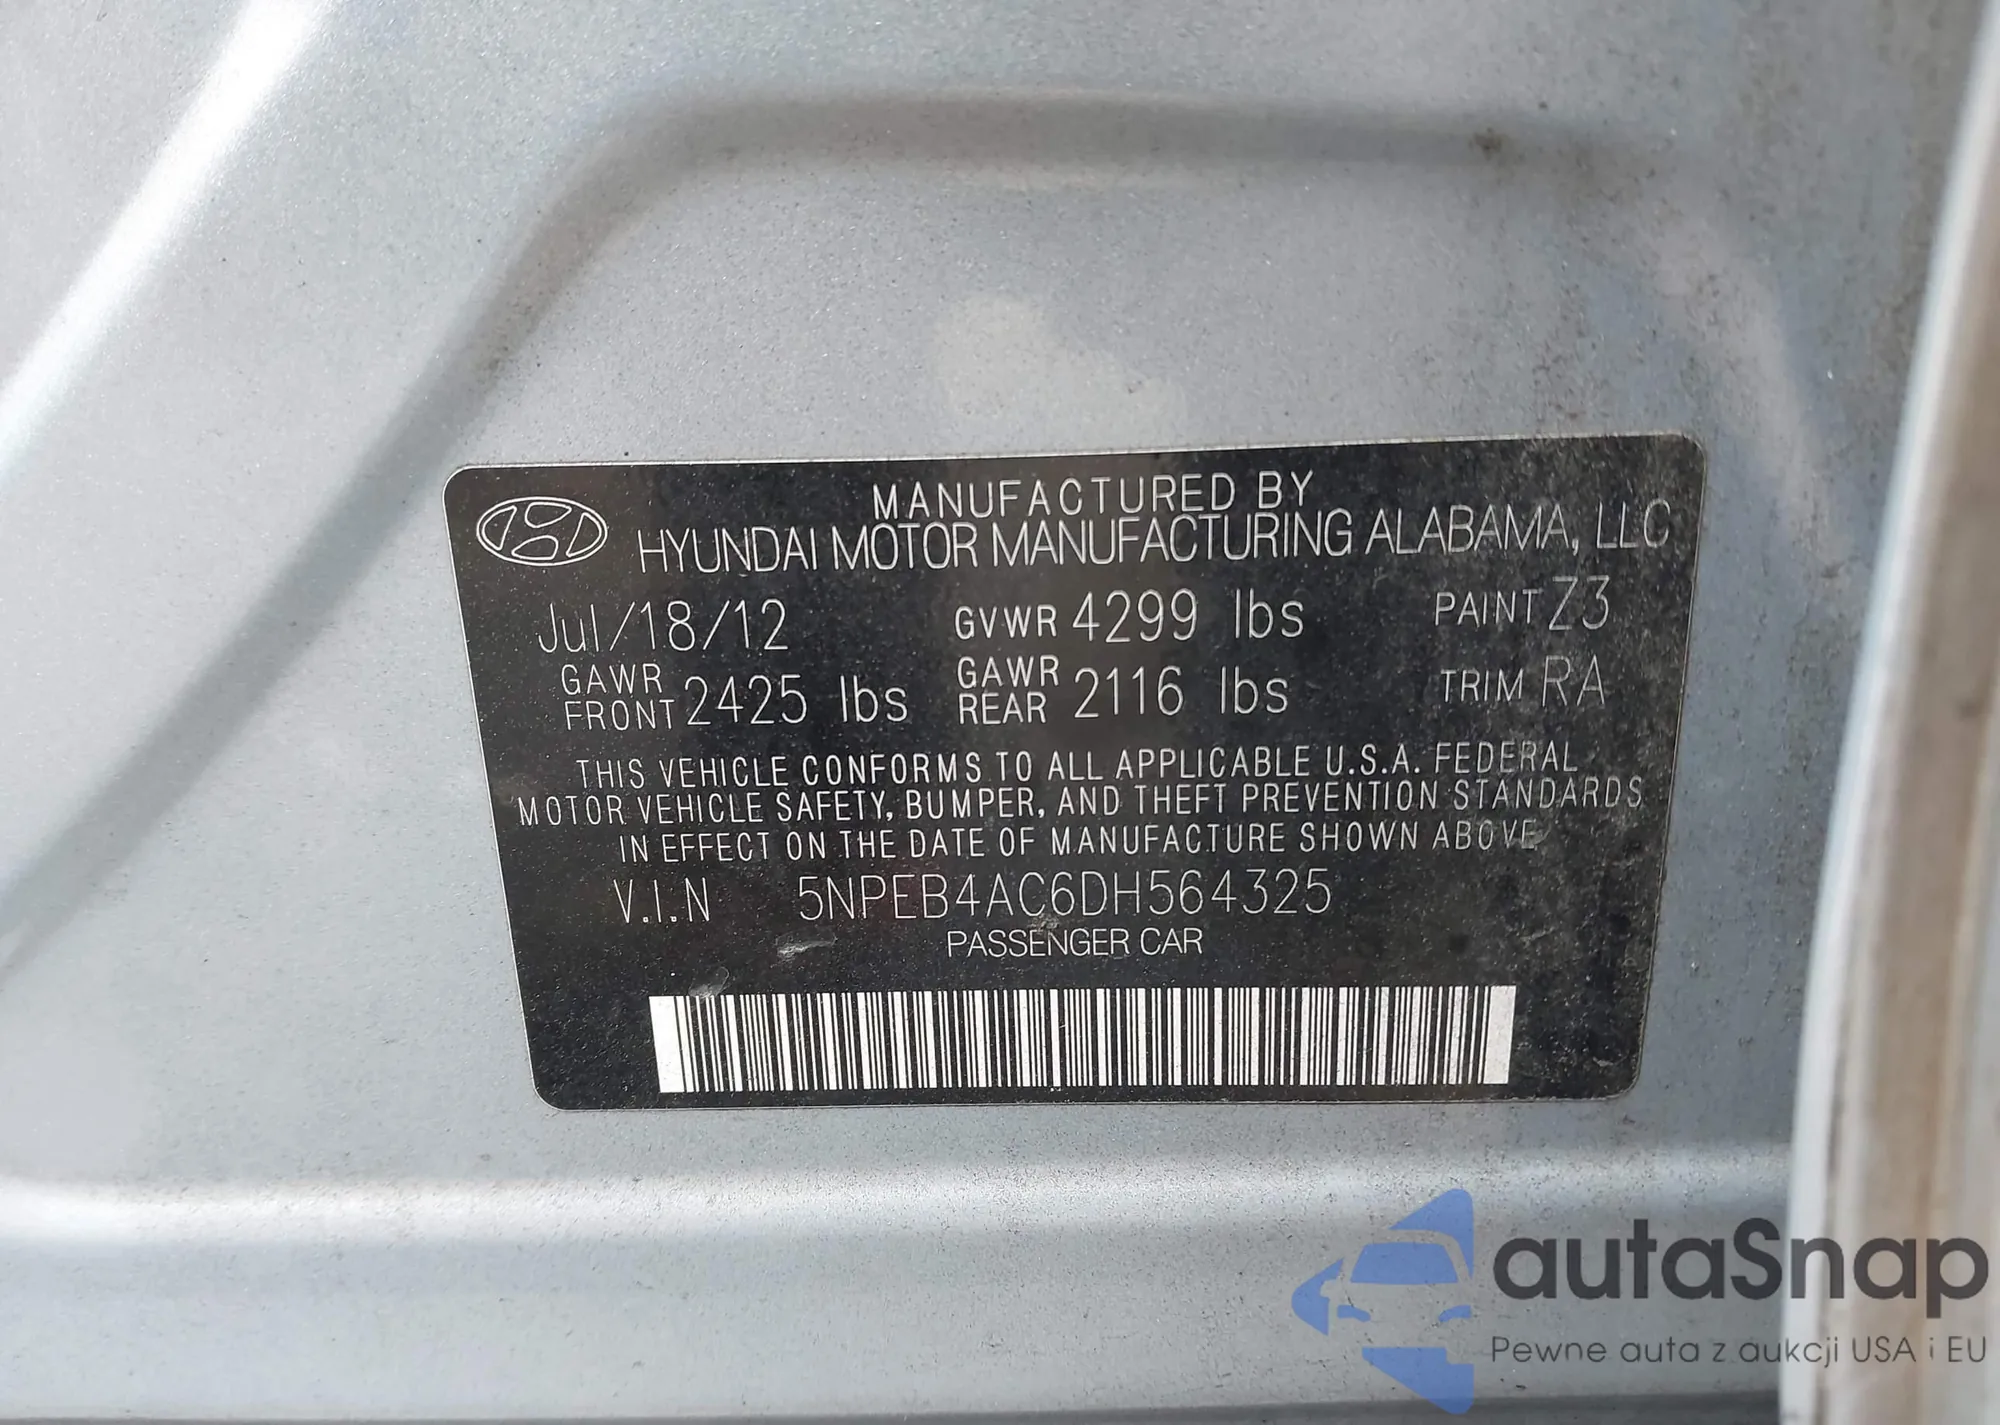 MANUFACTURED BY
HYUNDAI MOTOR MANUFACTURING ALABAMA, LLC
Jul/18/12 GVWR 4299 lbs PAINT Z3
GAWR FRONT 2425 lbs GAWR REAR 2116 lbs TRIM RA
THIS VEHICLE CONFORMS TO ALL APPLICABLE U.S.A. FEDERAL
MOTOR VEHICLE SAFETY, BUMPER, AND THEFT PREVENTION STANDARDS
IN EFFECT ON THE DATE OF MANUFACTURE SHOWN ABOVE
V.I.N 5NPEB4AC6DH564325
PASSENGER CAR
autaSnap
Pewne auta z aukcji USA i EU